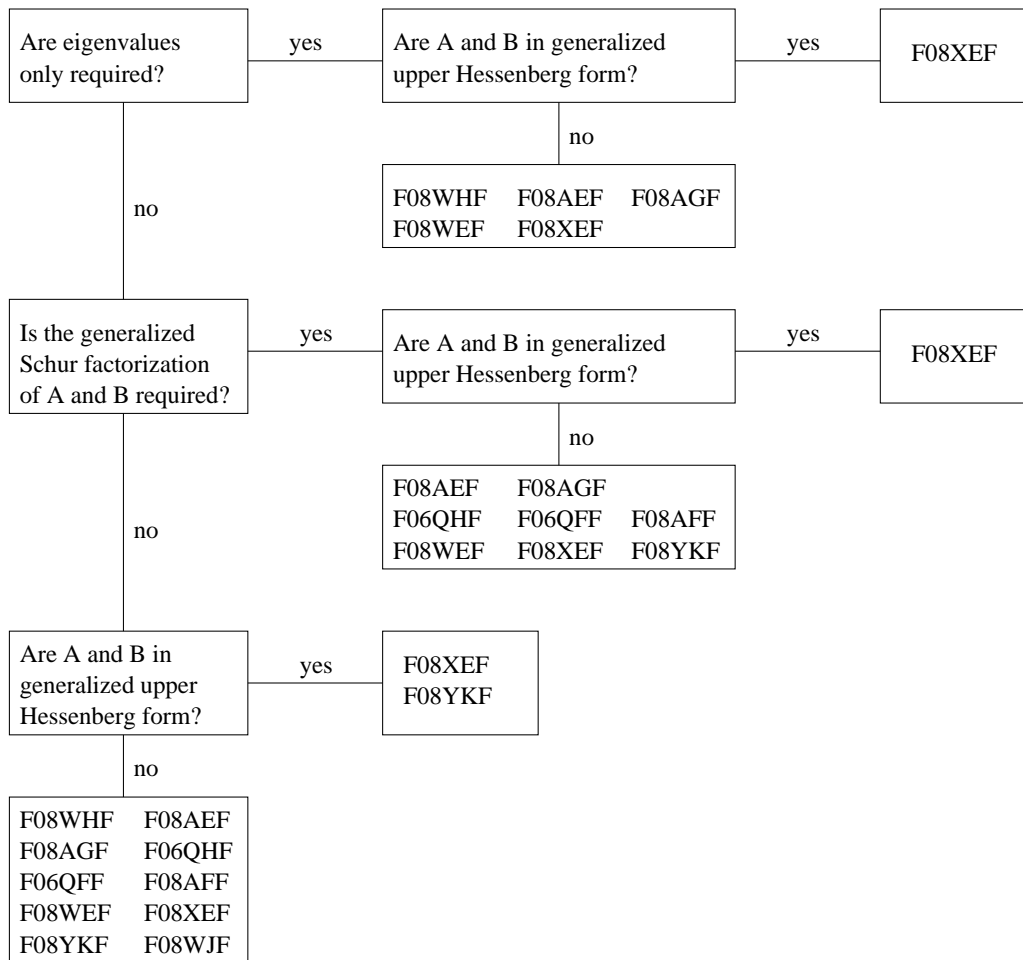 Are eigenvalues
only required?
yes
Are A and B in generalized
upper Hessenberg form?
yes
F08XEF
no
F08WHF F08AEF F08AGF
F08WEF F08XEF
no
Is the generalized
Schur factorization
of A and B required?
yes
Are A and B in generalized
upper Hessenberg form?
yes
F08XEF
no
F08AEF F08AGF
F06QHF F06QFF F08AFF
F08WEF F08XEF F08YKF
no
Are A and B in
generalized upper
Hessenberg form?
yes
F08XEF
F08YKF
no
F08WHF F08AEF
F08AGF F06QHF
F06QFF F08AFF
F08WEF F08XEF
F08YKF F08WJF